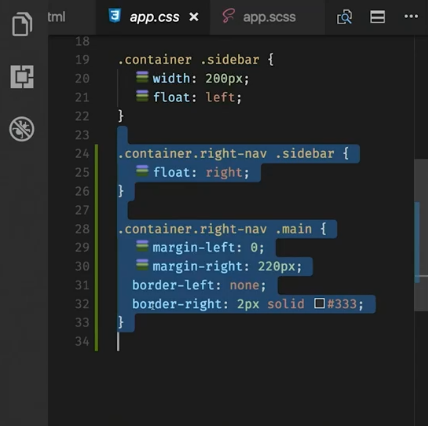 tml
app.css
app.scss
18
19 .container .sidebar {
20 width: 200px;
21 float: left;
22 }
23
24 .container.right-nav .sidebar {
25 float: right;
26 }
27
28 .container.right-nav .main {
29 margin-left: 0;
30 margin-right: 220px;
31 border-left: none;
32 border-right: 2px solid #333;
33 }
34